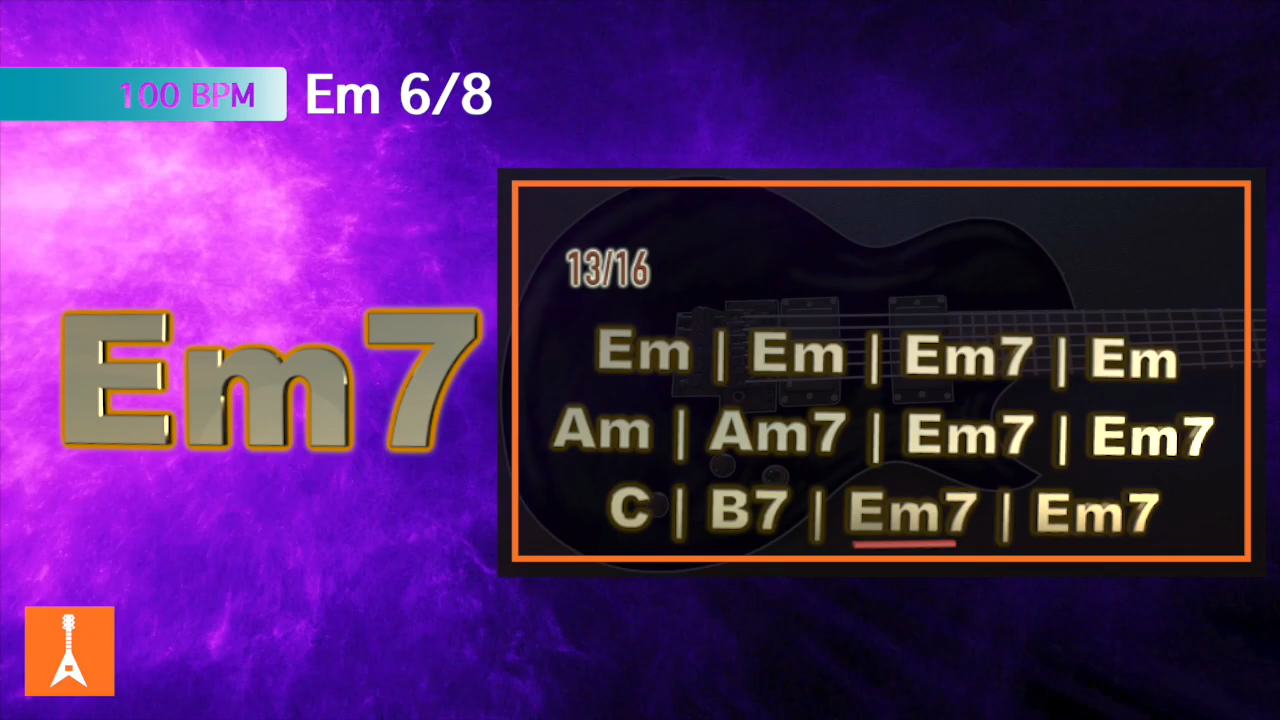 100 BPM Em 6/8
Em7
13/16
Em | Em | Em7 | Em
Am | Am7 | Em7 | Em7
C | B7 | Em7 | Em7